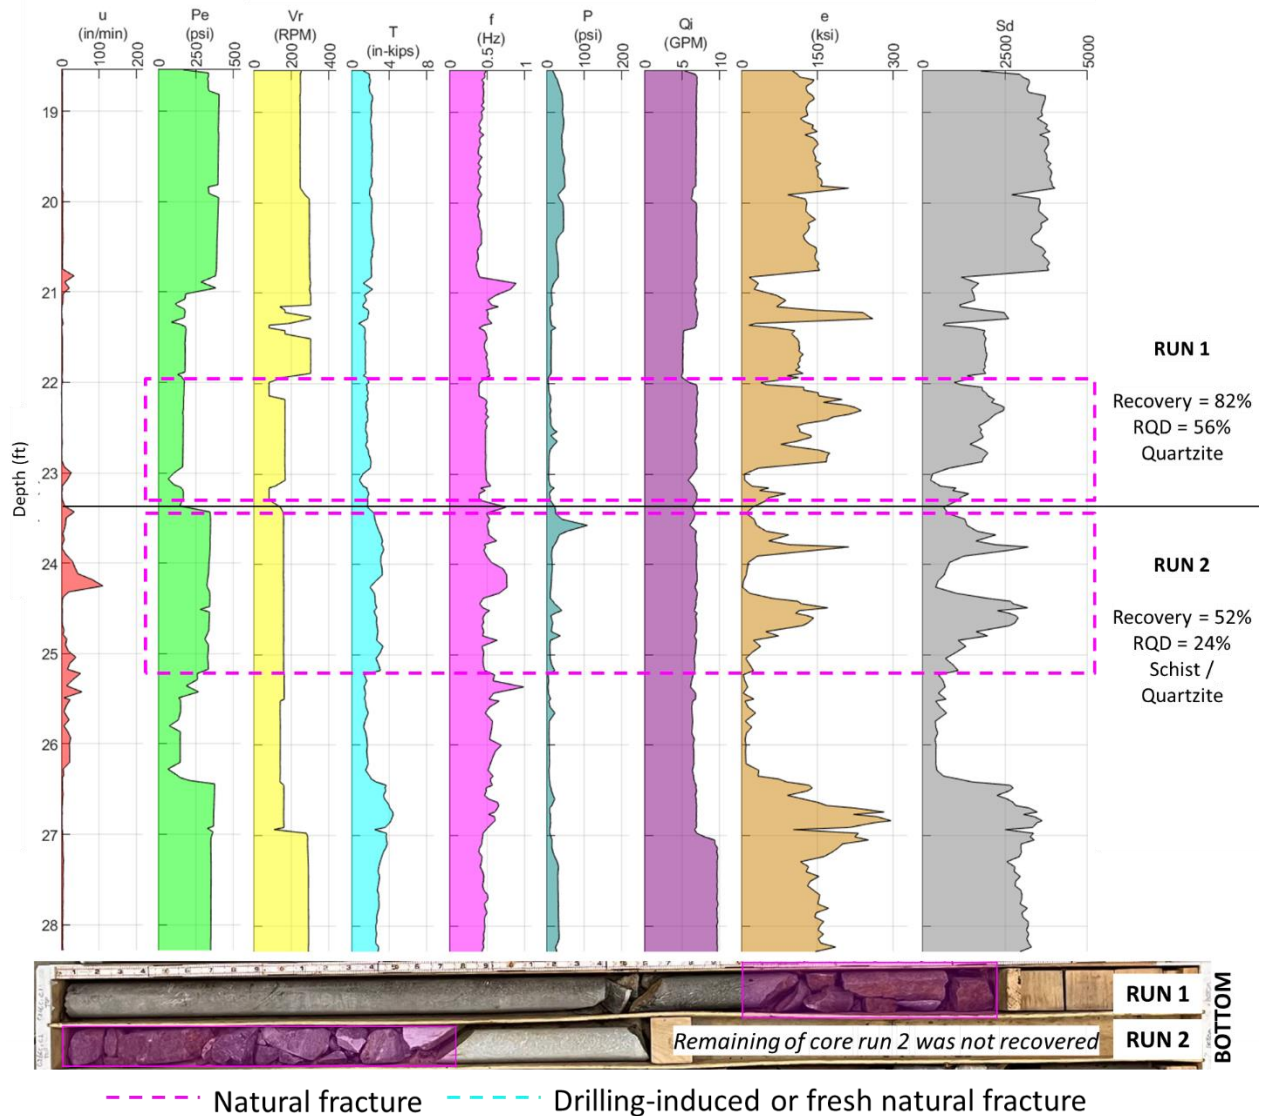 u
(in/min)
Pe
(psi)
Vr
(RPM)
T
(in-kips)
f
(Hz)
P
(psi)
Qi
(GPM)
e
(ksi)
Sd
0 100 200
0 250 500
0 200 400
0 4 8
0 0.5 1
0 100 200
0 5 10
0 150 300
0 5000
Depth (ft)
19
20
21
22
23
24
25
26
27
28
RUN 1
Recovery = 82%
RQD = 56%
Quartzite
RUN 2
Recovery = 52%
RQD = 24%
Schist /
Quartzite
RUN 1
Remaining of core run 2 was not recovered
RUN 2
BOTTOM
Natural fracture
Drilling-induced or fresh natural fracture